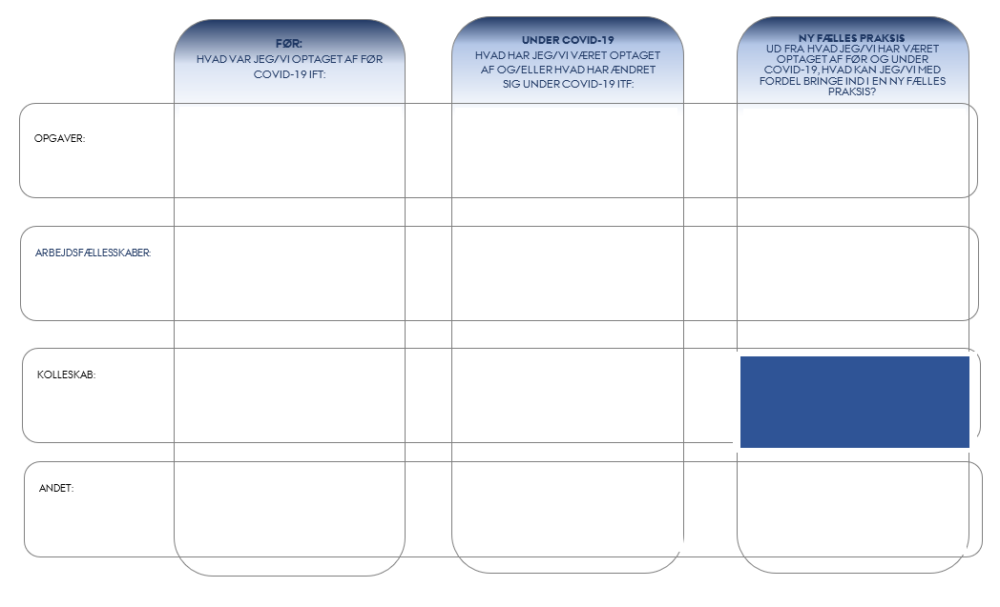 FØR:
HVAD VAR JEG/VI OPTAGET AF FØR
COVID-19 IFT:
UNDER COVID-19
HVAD HAR JEG/VI VÆRET OPTAGET
AF OG/ELLER HVAD HAR ÆNDRET
SIG UNDER COVID-19 ITF:
NY FÆLLES PRAKSIS
UD FRA HVAD JEG/VI HAR VÆRET
OPTAGET AF FØR OG UNDER
COVID-19, HVAD KAN JEG/VI MED
FORDEL BRINGE IND I EN NY FÆLLES
PRAKSIS?
OPGAVER:
ARBEJDSFÆLLESSKABER:
KOLLESKAB:
ANDET: